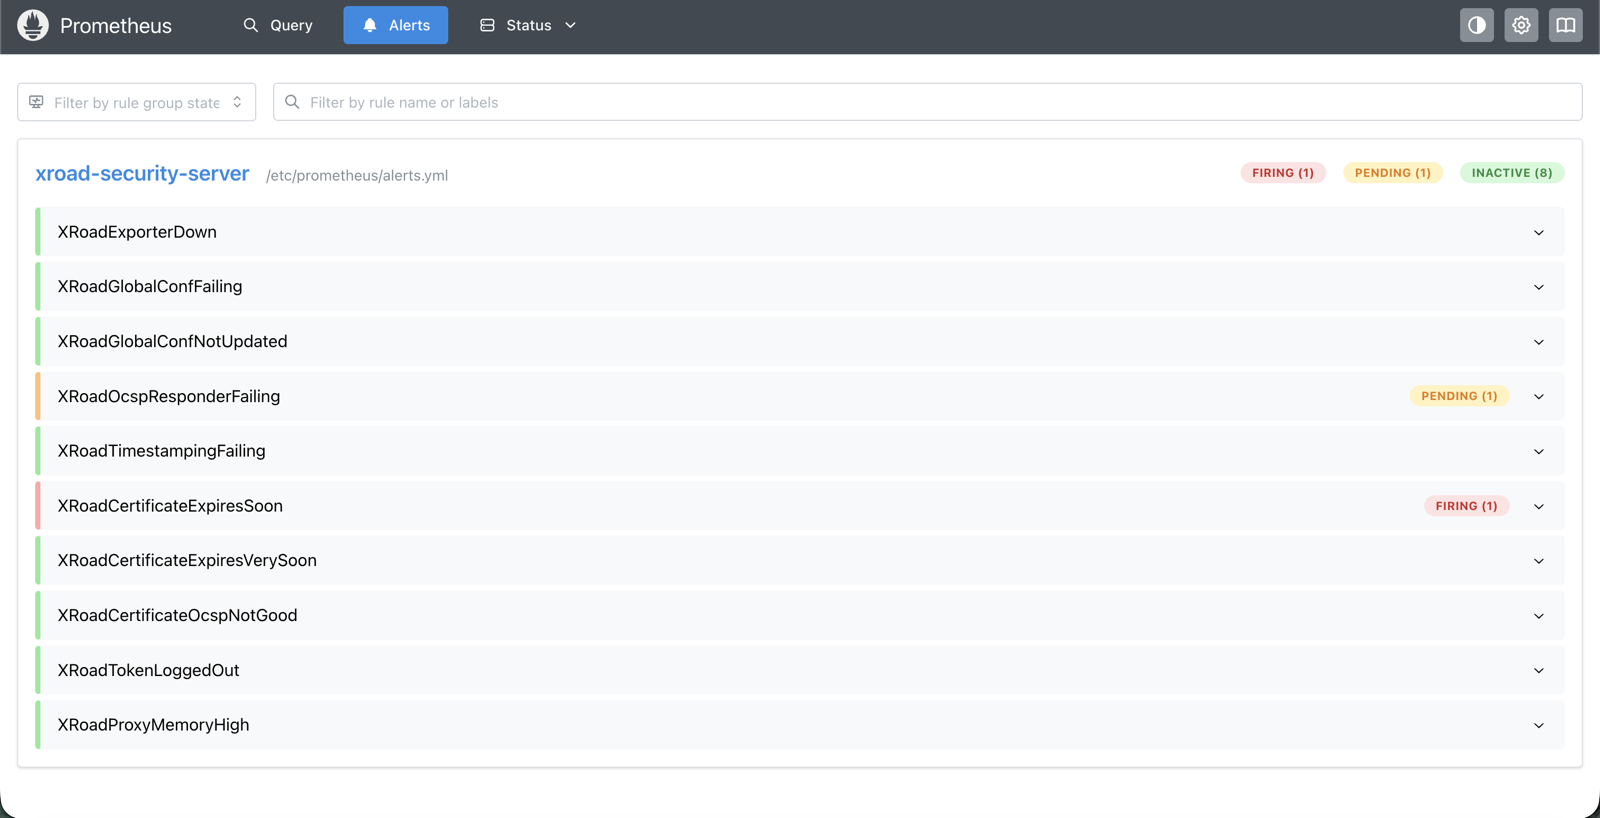 Prometheus
Query
Alerts
Status
Filter by rule group state
Filter by rule name or labels
xroad-security-server /etc/prometheus/alerts.yml
FIRING (1) PENDING (1) INACTIVE (8)
XRoadExporterDown
XRoadGlobalConfFailing
XRoadGlobalConfNotUpdated
XRoadOcspResponderFailing PENDING (1)
XRoadTimestampingFailing
XRoadCertificateExpiresSoon FIRING (1)
XRoadCertificateExpiresVerySoon
XRoadCertificateOcspNotGood
XRoadTokenLoggedOut
XRoadProxyMemoryHigh